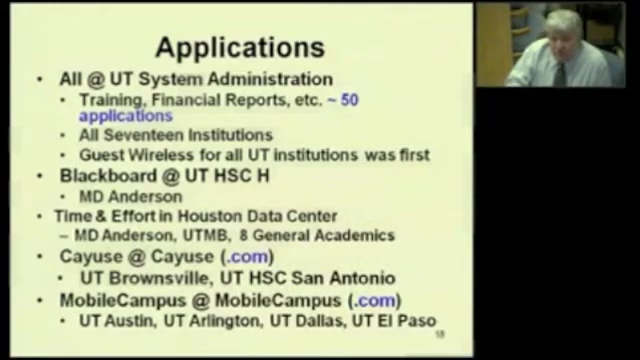 Applications
• All @ UT System Administration
• Training, Financial Reports, etc. ~ 50
applications
• All Seventeen Institutions
• Guest Wireless for all UT institutions was first
• Blackboard @ UT HSC H
• MD Anderson
• Time & Effort in Houston Data Center
– MD Anderson, UTMB, 8 General Academics
• Cayuse @ Cayuse (.com)
• UT Brownsville, UT HSC San Antonio
• MobileCampus @ MobileCampus (.com)
• UT Austin, UT Arlington, UT Dallas, UT El Paso
18